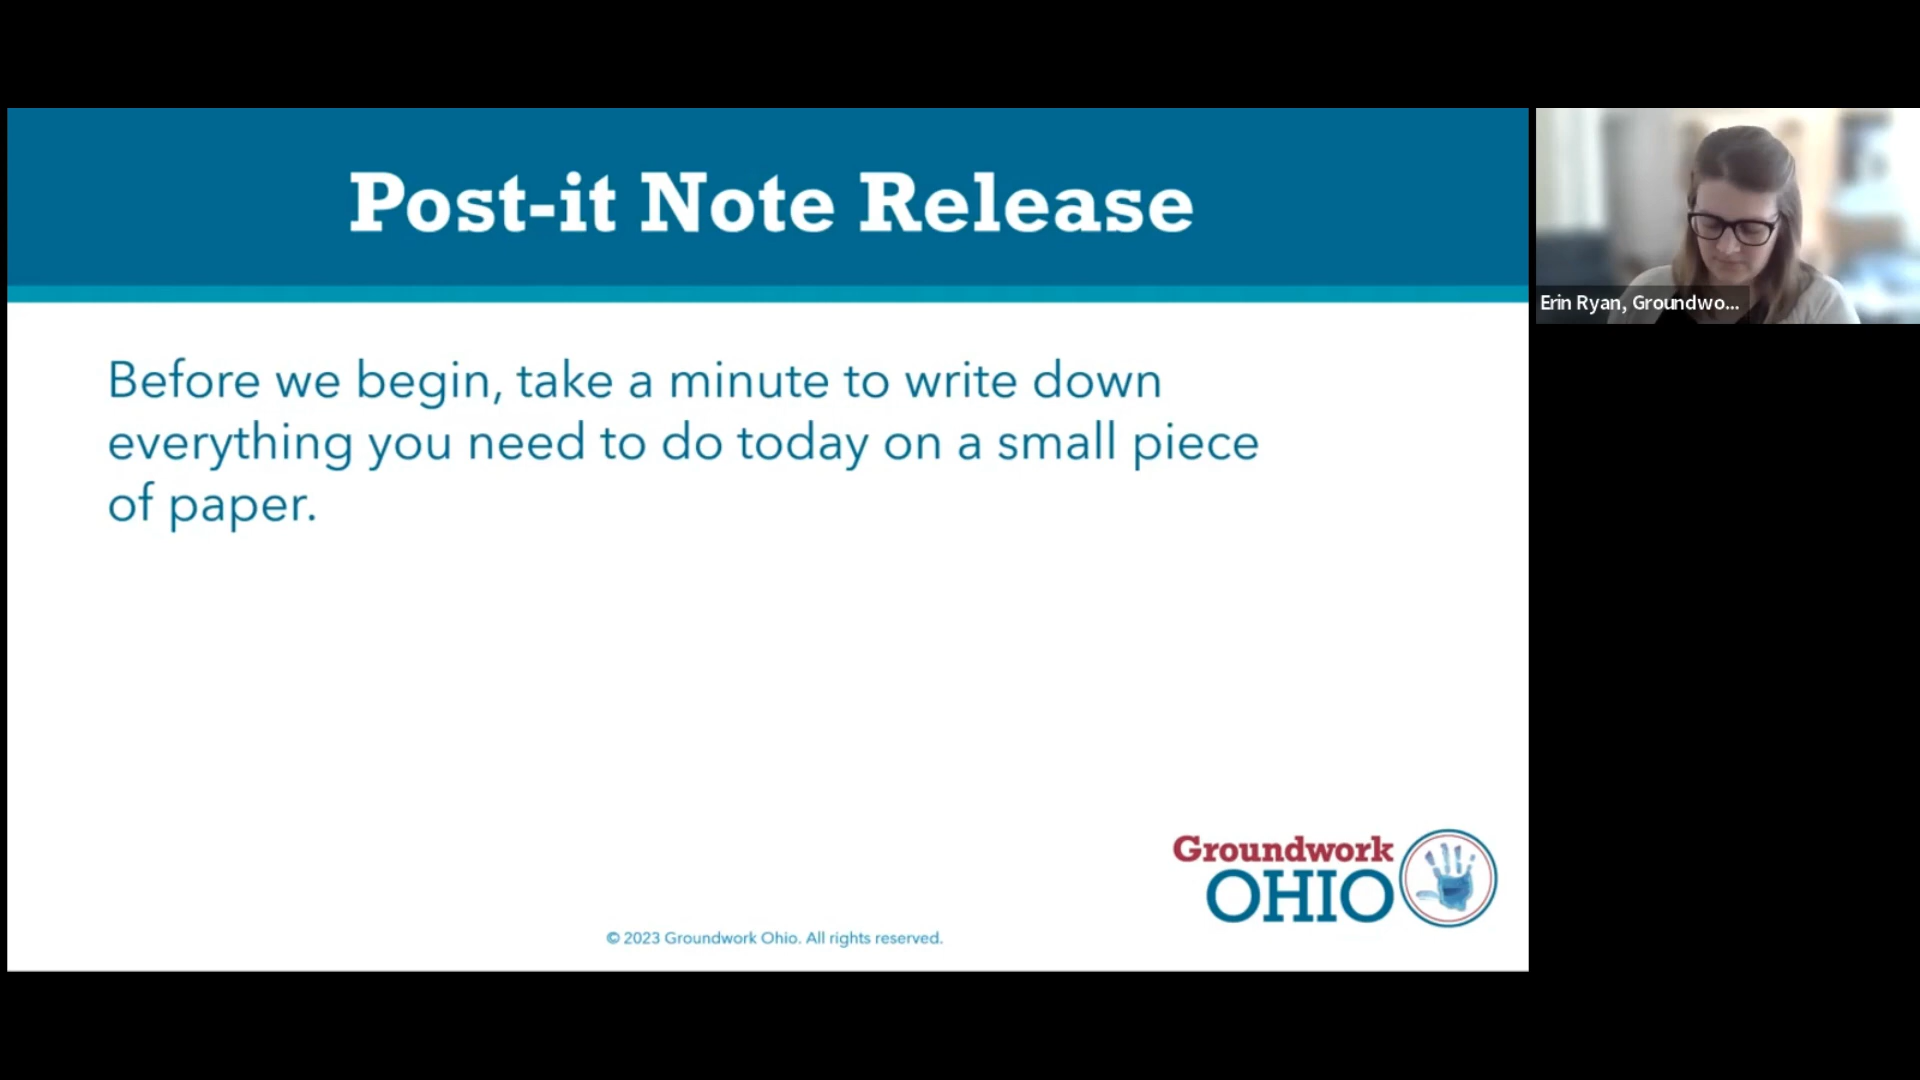 Post-it Note Release
Erin Ryan, Groundwo...
Before we begin, take a minute to write down
everything you need to do today on a small piece
of paper.
Groundwork
OHIO
© 2023 Groundwork Ohio. All rights reserved.